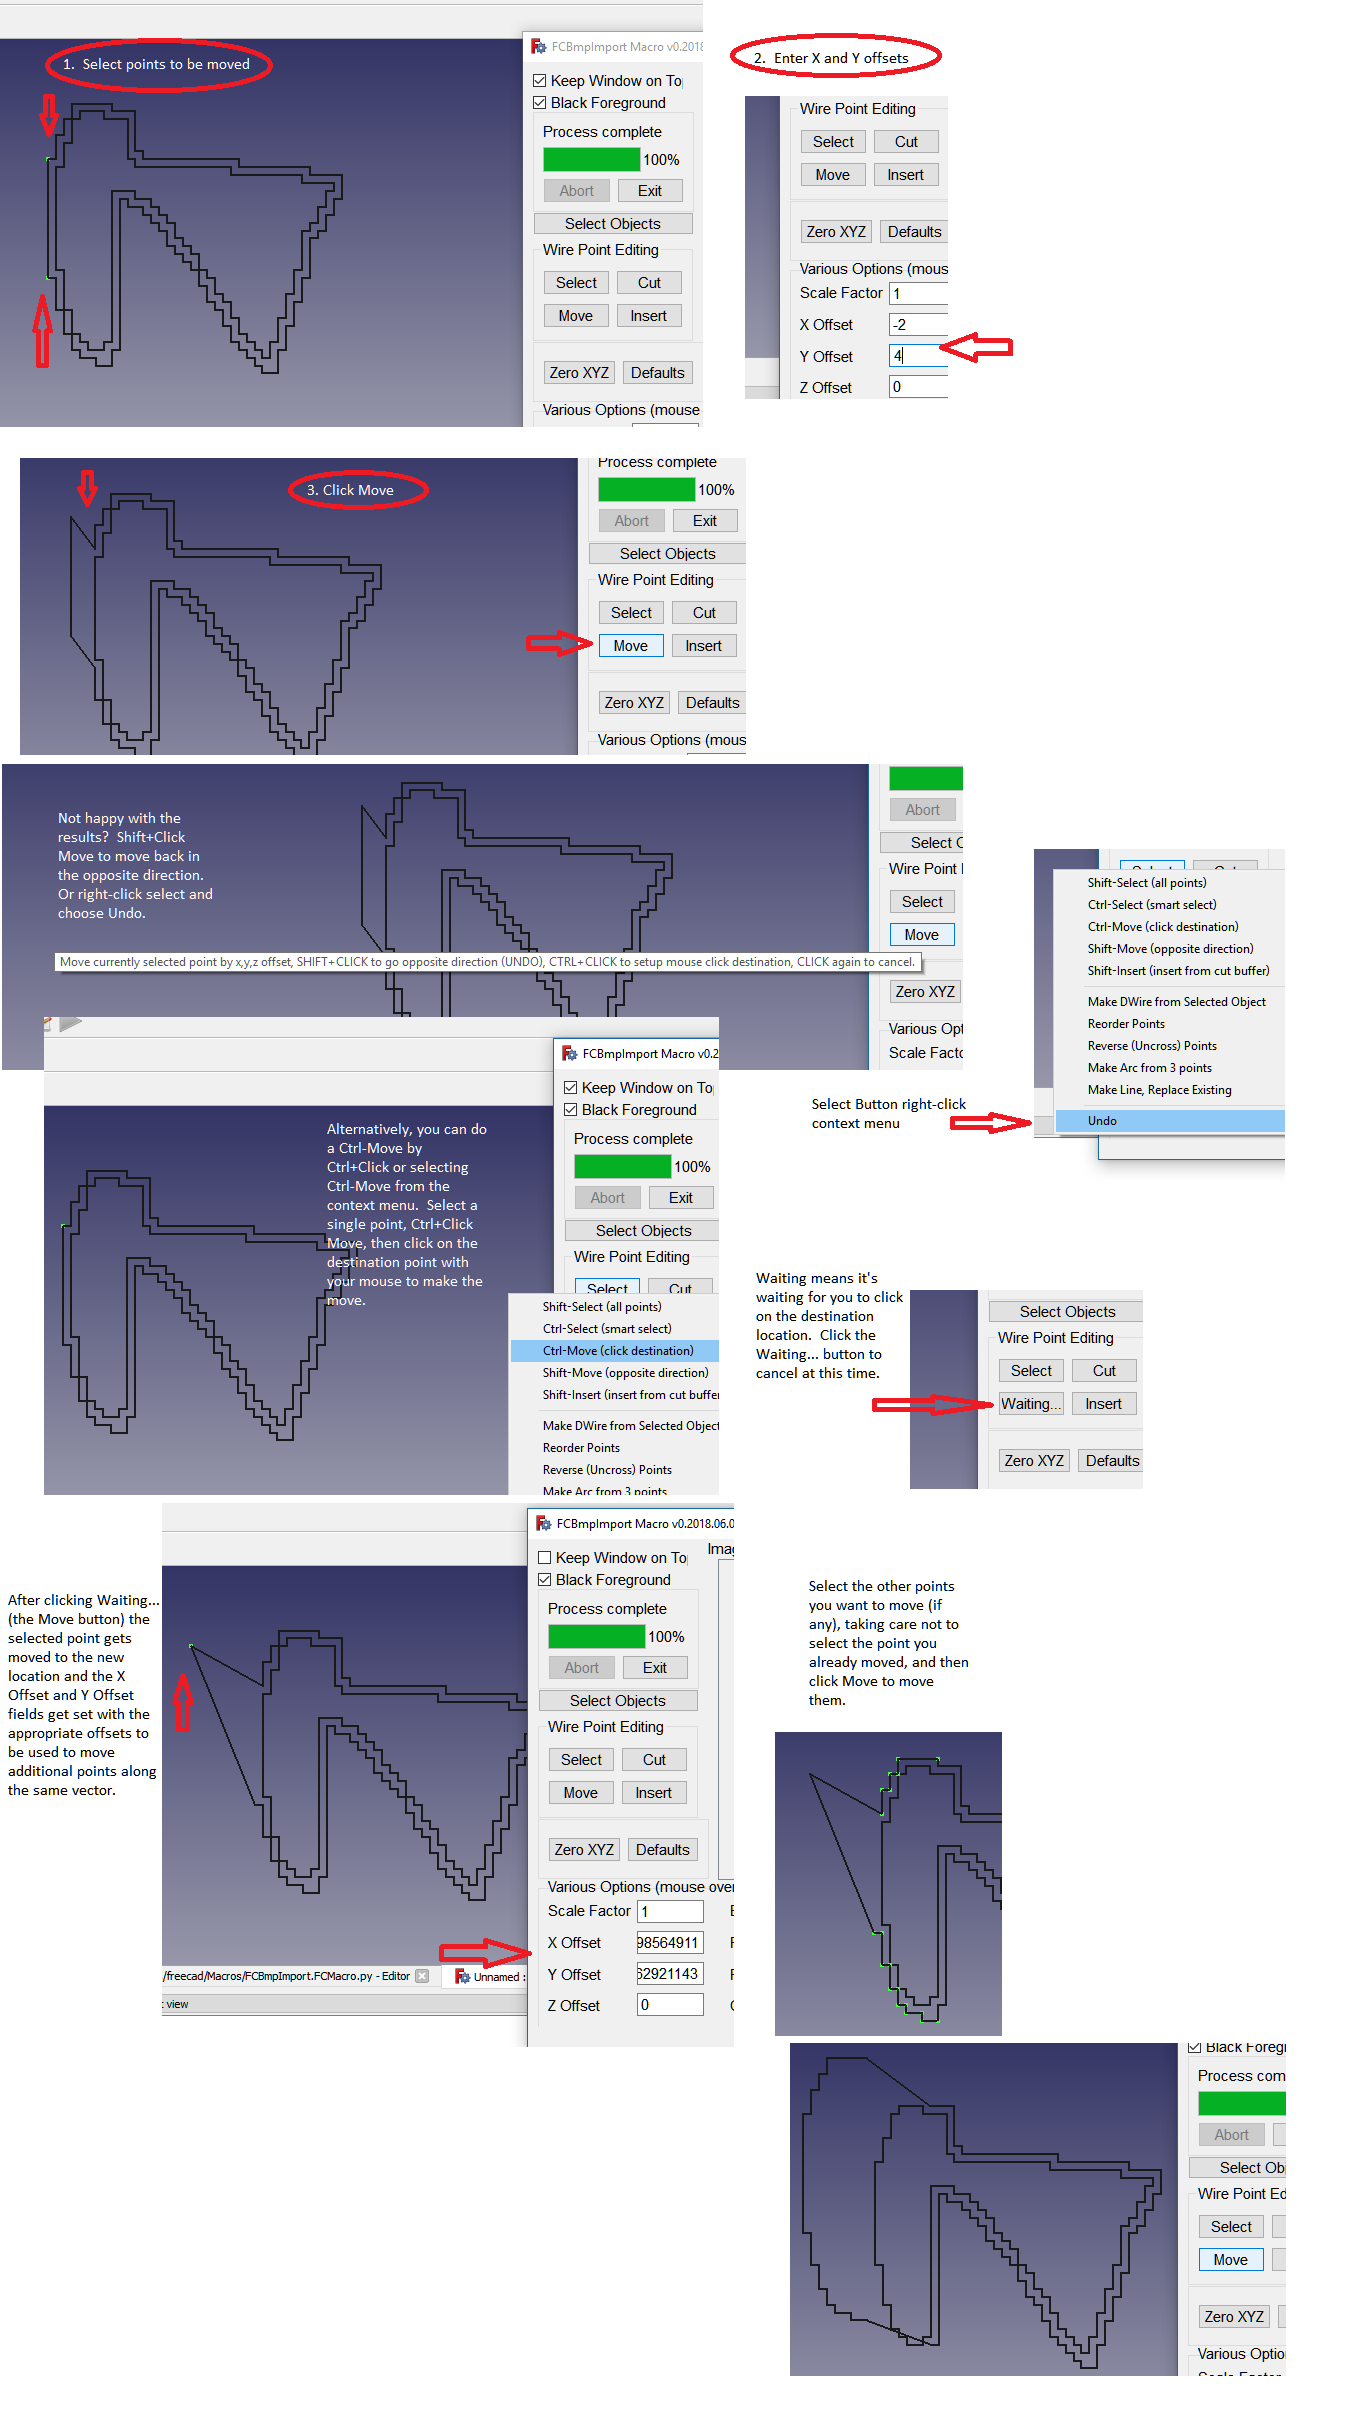 1. Select points to be moved
FCBmpImport Macro v0.2018
Keep Window on To
Black Foreground
Process complete
100%
Abort
Exit
Select Objects
Wire Point Editing
Select
Cut
Move
Insert
Zero XYZ
Defaults
Various Options (mouse
2. Enter X and Y offsets
Wire Point Editing
Select
Cut
Move
Insert
Zero XYZ
Defaults
Various Options (mous
Scale Factor
1
X Offset
-2
Y Offset
4
Z Offset
0
3. Click Move
Process complete
100%
Abort
Exit
Select Objects
Wire Point Editing
Select
Cut
Move
Insert
Zero XYZ
Defaults
Various Options (mous
Not happy with the
results? Shift+Click
Move to move back in
the opposite direction.
Or right-click select and
choose Undo.
Move currently selected point by x,y,z offset, SHIFT+CLICK to go opposite direction (UNDO), CTRL+CLICK to setup mouse click destination, CLICK again to cancel.
Abort
Select O
Wire Point
Select
Move
Zero XYZ
Various Opt
Scale Facto
Select Cut
Shift-Select (all points)
Ctrl-Select (smart select)
Ctrl-Move (click destination)
Shift-Move (opposite direction)
Shift-Insert (insert from cut buffer)
Make DWire from Selected Object
Reorder Points
Reverse (Uncross) Points
Make Arc from 3 points
Make Line, Replace Existing
Undo
Select Button right-click
context menu
FCBmpImport Macro v0.2
Keep Window on To
Black Foreground
Process complete
100%
Abort
Exit
Select Objects
Wire Point Editing
Select
Cut
Alternatively, you can do
a Ctrl-Move by
Ctrl+Click or selecting
Ctrl-Move from the
context menu. Select a
single point, Ctrl+Click
Move, then click on the
destination point with
your mouse to make the
move.
Shift-Select (all points)
Ctrl-Select (smart select)
Ctrl-Move (click destination)
Shift-Move (opposite direction)
Shift-Insert (insert from cut buffer
Make DWire from Selected Object
Reorder Points
Reverse (Uncross) Points
Make Arc from 3 points
Waiting means it's
waiting for you to click
on the destination
location. Click the
Waiting... button to
cancel at this time.
Select Objects
Wire Point Editing
Select
Cut
Waiting...
Insert
Zero XYZ
Defaults
After clicking Waiting...
(the Move button) the
selected point gets
moved to the new
location and the X
Offset and Y Offset
fields get set with the
appropriate offsets to
be used to move
additional points along
the same vector.
FCBmpImport Macro v0.2018.06.0
Keep Window on To
Imag
Black Foreground
Process complete
100%
Abort
Exit
Select Objects
Wire Point Editing
Select
Cut
Move
Insert
Zero XYZ
Defaults
Various Options (mouse over
Scale Factor
1
X Offset
98564911
Y Offset
62921143
Z Offset
0
/freecad/Macros/FCBmpImport.FCMacro.py - Editor
Unnamed :
view
Select the other points
you want to move (if
any), taking care not to
select the point you
already moved, and then
click Move to move
them.
Black Foregr
Process com
Abort
Select Obj
Wire Point Ed
Select
Move
Zero XYZ
Various Optio